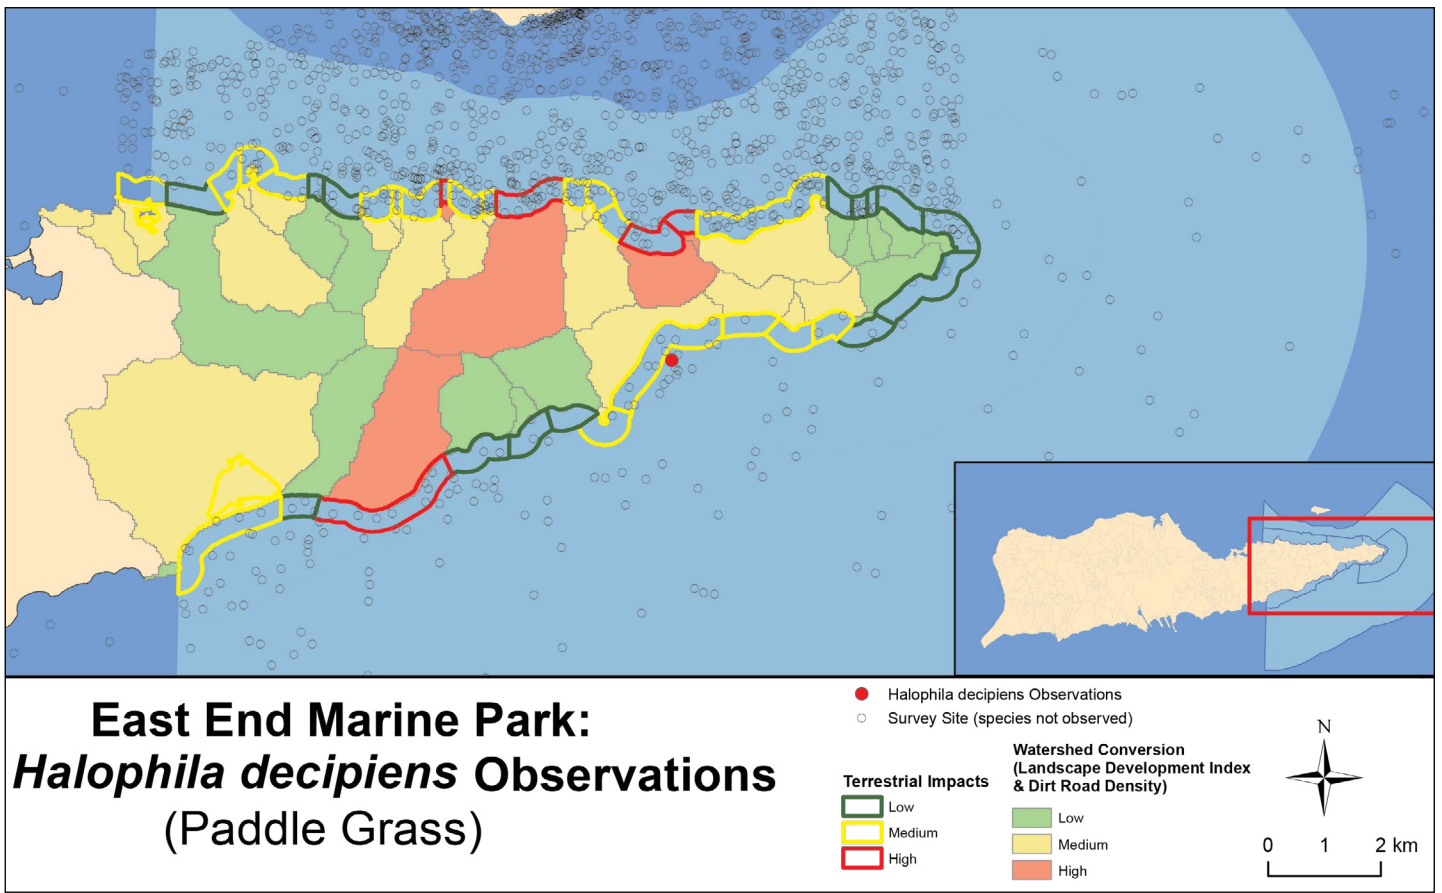 East End Marine Park:
Halophila decipiens Observations
(Paddle Grass)
Halophila decipiens Observations
Survey Site (species not observed)
Terrestrial Impacts
Low
Medium
High
Watershed Conversion
(Landscape Development Index
& Dirt Road Density)
Low
Medium
High
N
0 1 2 km